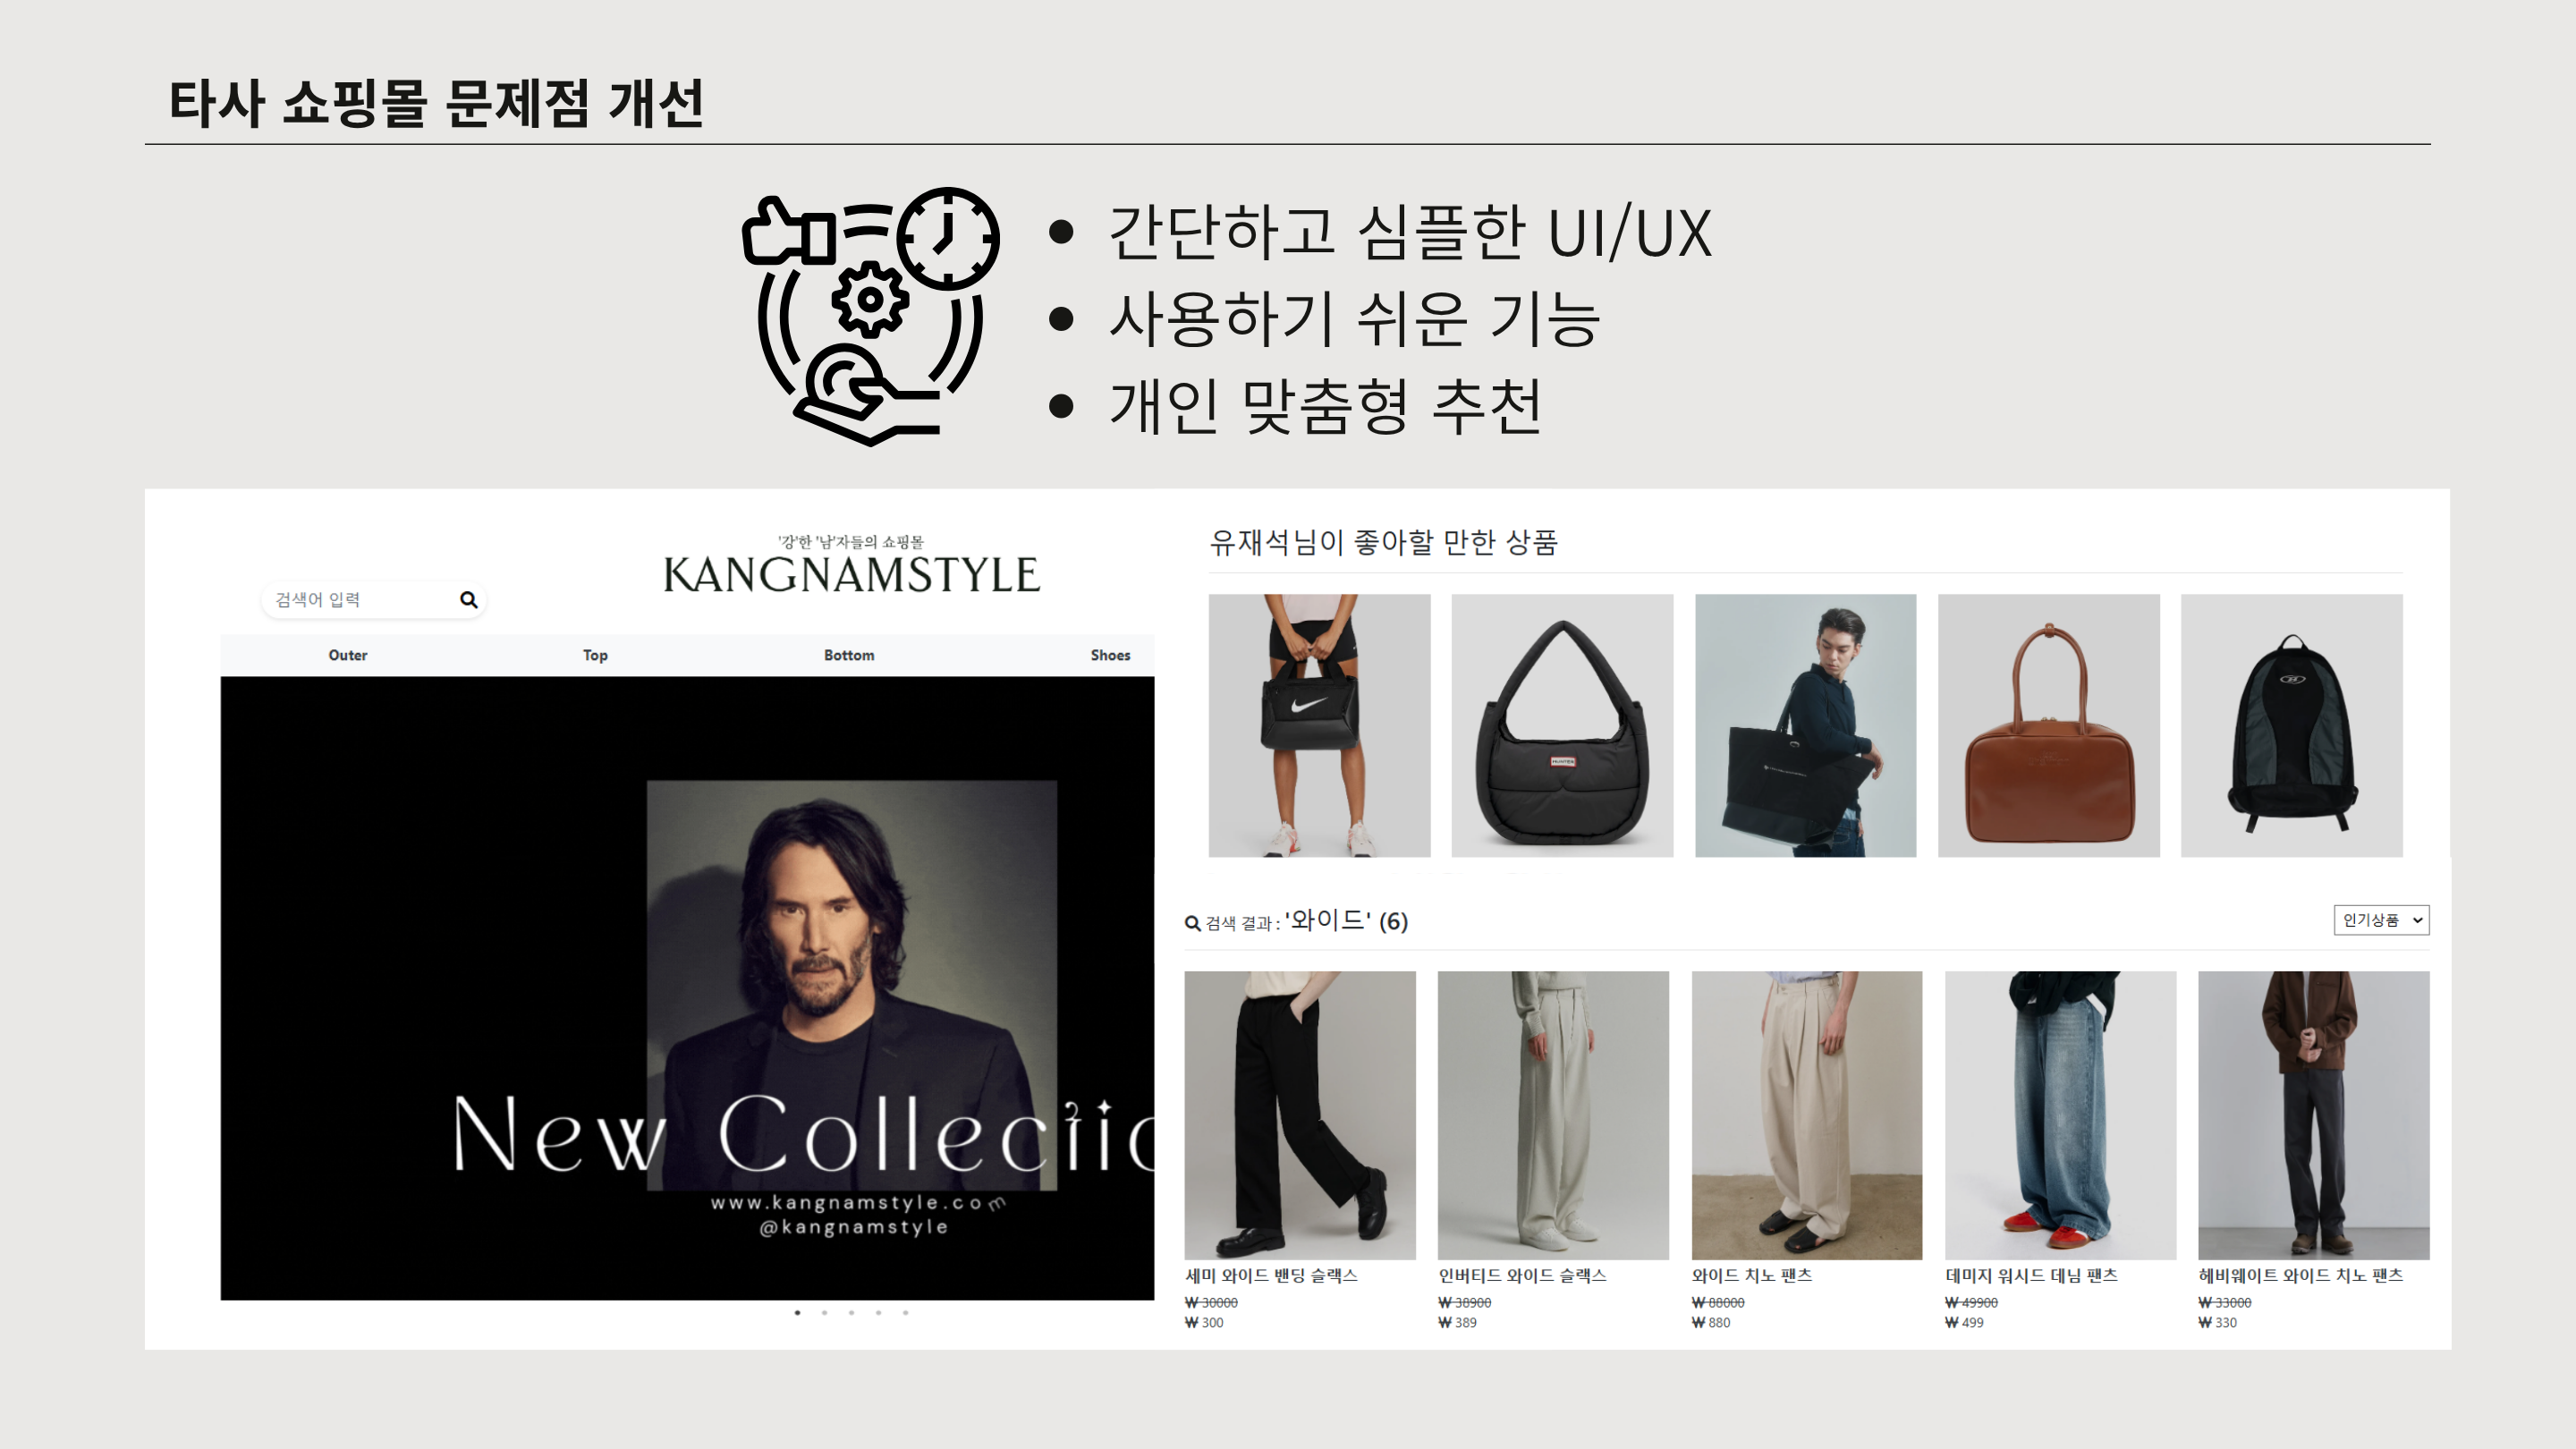 타사 쇼핑몰 문제점 개선
• 간단하고 심플한 UI/UX
• 사용하기 쉬운 기능
• 개인 맞춤형 추천
'강'한 '남'자들의 쇼핑몰
KANGNAMSTYLE
검색어 입력
Outer Top Bottom Shoes
New Collectic
www.kangnamstyle.com
@kangnamstyle
유재석님이 좋아할 만한 상품
HUNTER
검색 결과 : '와이드' (6)
인기상품
세미 와이드 밴딩 슬랙스
₩ 30000
₩ 300
인버티드 와이드 슬랙스
₩ 38900
₩ 389
와이드 치노 팬츠
₩ 88000
₩ 880
데미지 워시드 데님 팬츠
₩ 49900
₩ 499
헤비웨이트 와이드 치노 팬츠
₩ 33000
₩ 330